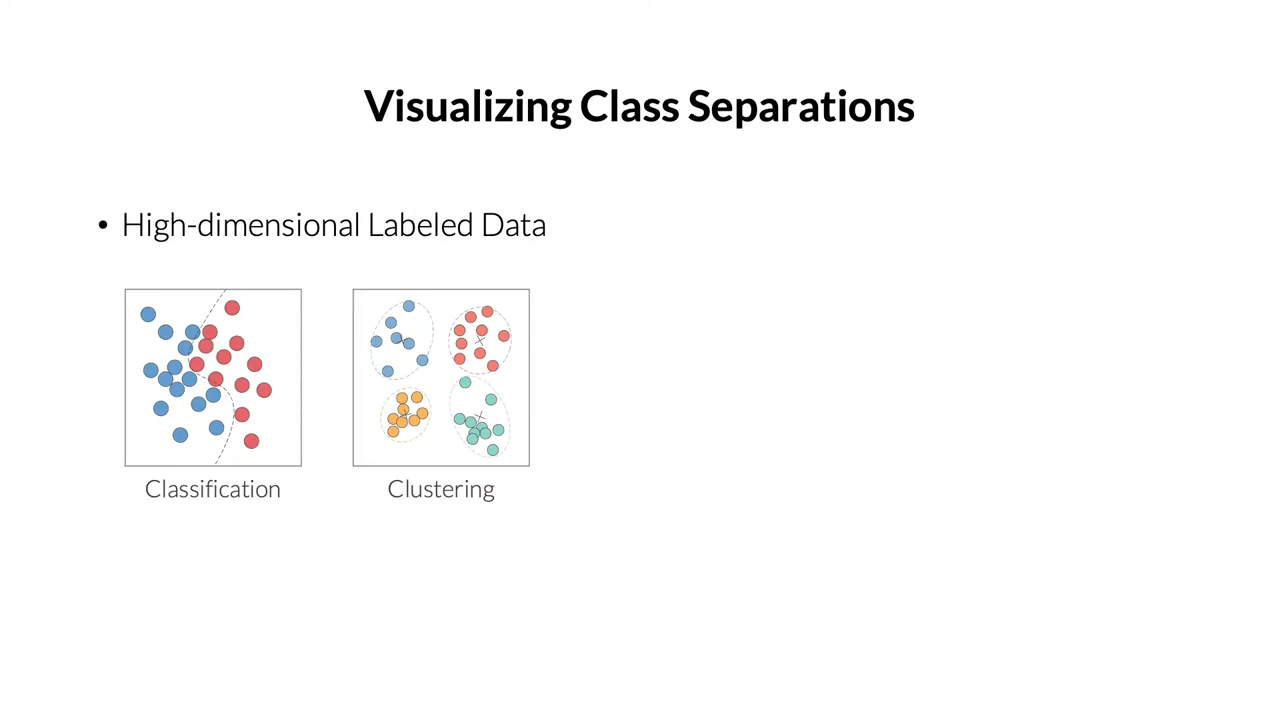 Visualizing Class Separations
• High-dimensional Labeled Data
Classification
Clustering